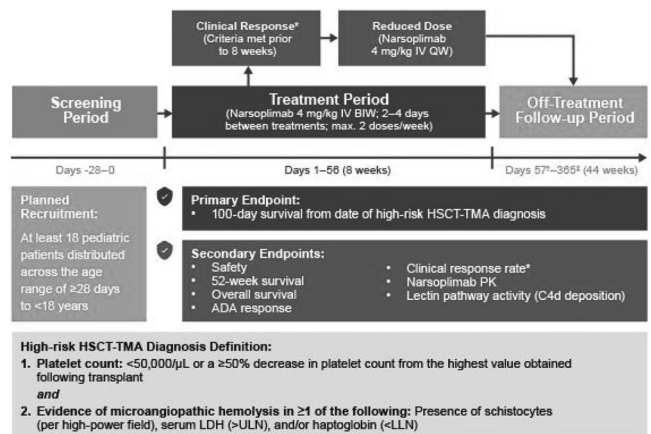 Clinical Response*
(Criteria met prior
to 8 weeks)
Reduced Dose
(Narsoplimab
4 mg/kg IV QW)
Screening
Period
Treatment Period
(Narsoplimab 4 mg/kg IV BIW; 2–4 days
between treatments; max. 2 doses/week)
Off-Treatment
Follow-up Period
Days -28–0
Days 1–56 (8 weeks)
Days 57†–365‡ (44 weeks)
Planned
Recruitment:
At least 18 pediatric
patients distributed
across the age
range of ≥28 days
to <18 years
Primary Endpoint:
• 100-day survival from date of high-risk HSCT-TMA diagnosis
Secondary Endpoints:
• Safety
• 52-week survival
• Overall survival
• ADA response
• Clinical response rate*
• Narsoplimab PK
• Lectin pathway activity (C4d deposition)
High-risk HSCT-TMA Diagnosis Definition:
1. Platelet count: <50,000/µL or a ≥50% decrease in platelet count from the highest value obtained
following transplant
and
2. Evidence of microangiopathic hemolysis in ≥1 of the following: Presence of schistocytes
(per high-power field), serum LDH (>ULN), and/or haptoglobin (<LLN)